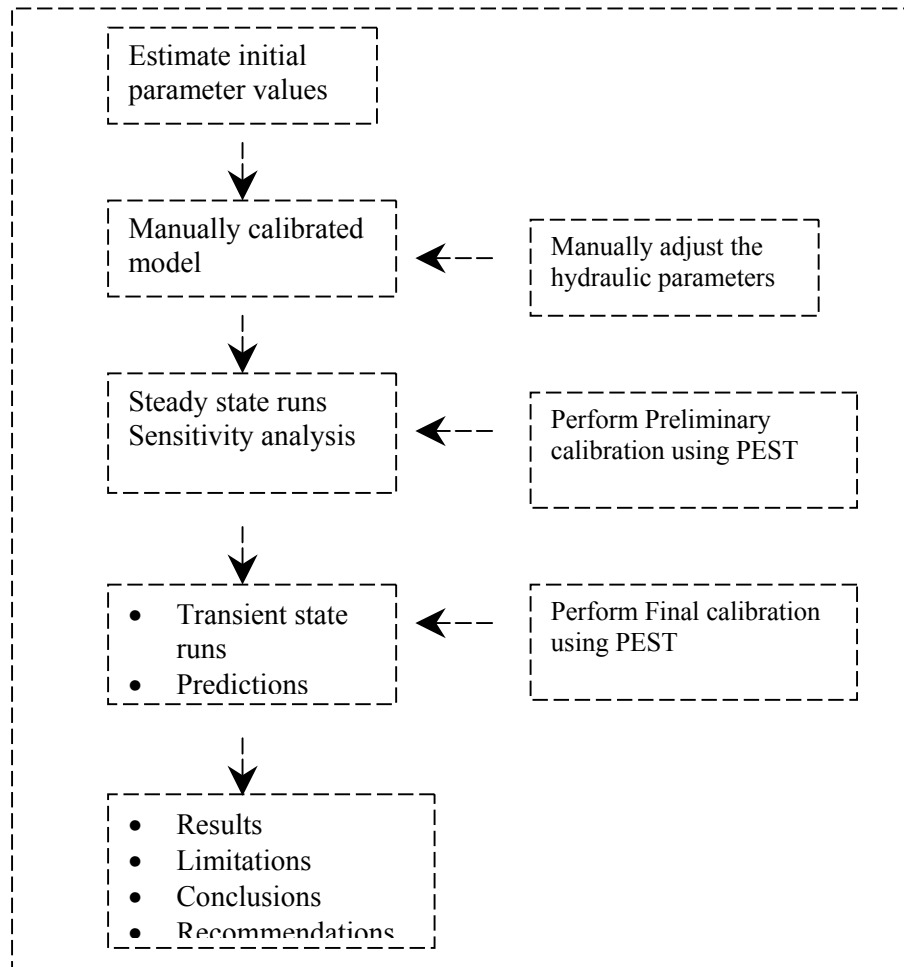 Estimate initial
parameter values
Manually calibrated
model
Manually adjust the
hydraulic parameters
Steady state runs
Sensitivity analysis
Perform Preliminary
calibration using PEST
• Transient state
runs
• Predictions
Perform Final calibration
using PEST
• Results
• Limitations
• Conclusions
• Recommendations